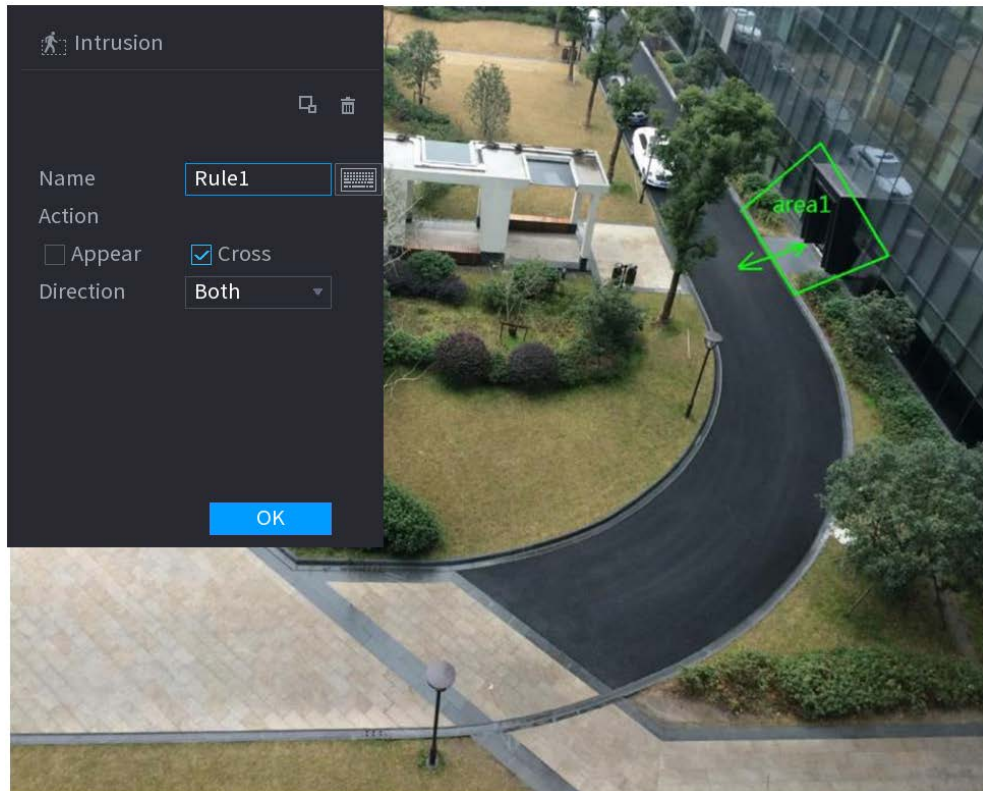 Intrusion
Name Rule1
Action
Appear Cross
Direction Both
OK
area1